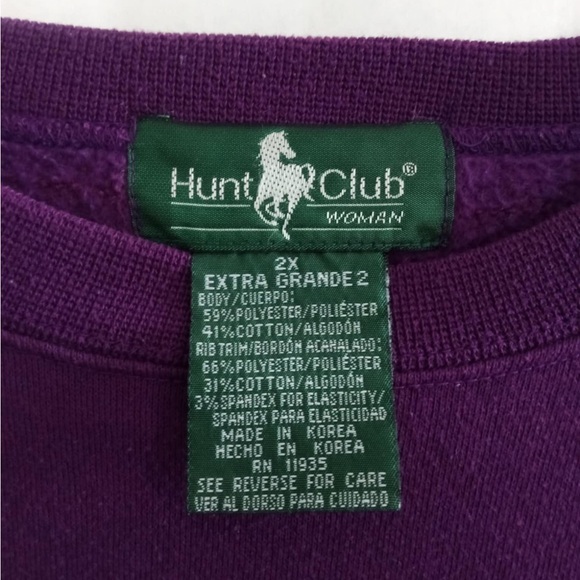 Hunt Club®
WOMAN
2X
EXTRA GRANDE 2
BODY/CUERPO:
59%POLYESTER/POLIÉSTER
41%COTTON/ALGODÓN
RIB TRIM/BORDÓN ACANALADO:
66%POLYESTER/POLIÉSTER
31%COTTON/ALGODÓN
3%SPANDEX FOR ELASTICITY/
SPANDEX PARA ELASTICIDAD
MADE IN KOREA
HECHO EN KOREA
RN 11935
SEE REVERSE FOR CARE
VER AL DORSO PARA CUIDADO